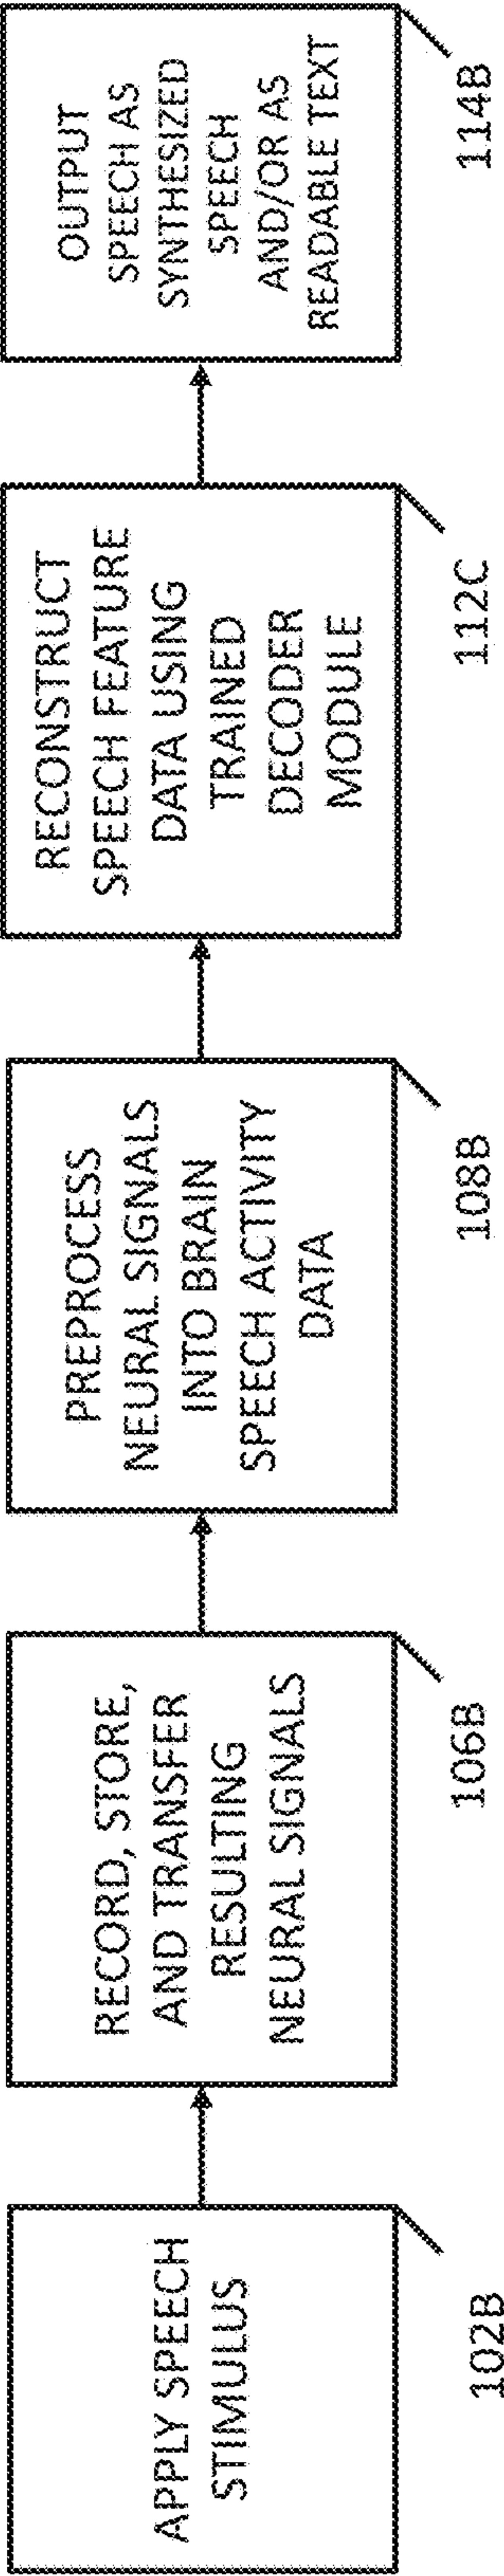 APPLY SPEECH
STIMULUS
102B
RECORD, STORE,
AND TRANSFER
RESULTING
NEURAL SIGNALS
106B
PREPROCESS
NEURAL SIGNALS
INTO BRAIN
SPEECH ACTIVITY
DATA
108B
RECONSTRUCT
SPEECH FEATURE
DATA USING
TRAINED
DECODER
MODULE
112C
OUTPUT
SPEECH AS
SYNTHESIZED
SPEECH
AND/OR AS
READABLE TEXT
114B